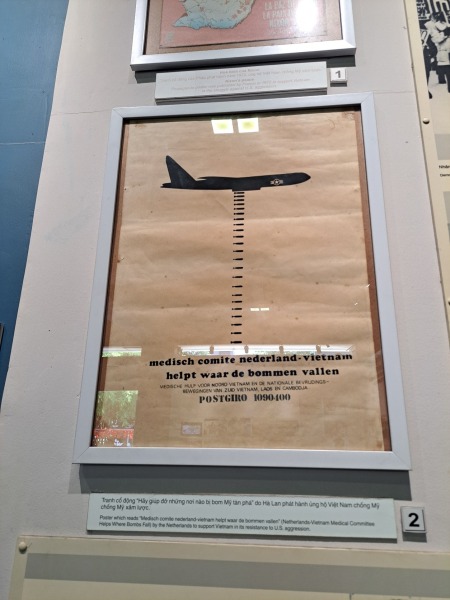 1
medisch comite nederland-vietnam
helpt waar de bommen vallen
MEDISCHE HULP VOOR NOORD VIETNAM EN DE NATIONALE BEVRIJDINGS-
BEWEGINGEN VAN ZUID VIETNAM, LAOS EN CAMBODJA
POSTGIRO 1090400
Tranh cổ động "Hãy giúp đỡ những nơi nào bị bom Mỹ tàn phá" do Hà Lan phát hành ủng hộ Việt Nam chống Mỹ
chống Mỹ xâm lược.
Poster which reads "Medisch comite nederland-vietnam helpt waar de bommen vallen" (Netherlands-Vietnam Medical Committee
Helps Where Bombs Fall) by the Netherlands to support Vietnam in its resistance to U.S. aggression.
2